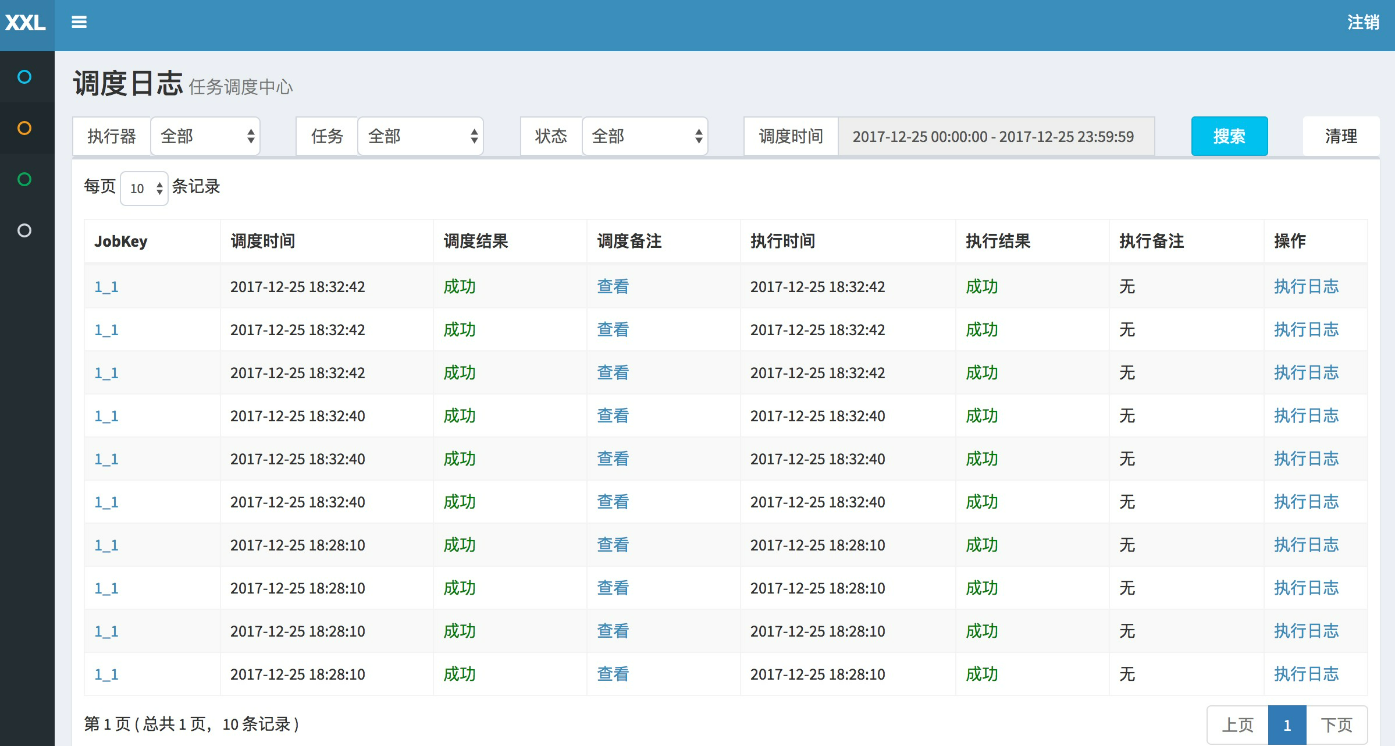 XXL 注销
调度日志 任务调度中心
执行器 全部 任务 全部 状态 全部 调度时间 2017-12-25 00:00:00 - 2017-12-25 23:59:59 搜索 清理
每页 10 条记录
JobKey 调度时间 调度结果 调度备注 执行时间 执行结果 执行备注 操作
1_1 2017-12-25 18:32:42 成功 查看 2017-12-25 18:32:42 成功 无 执行日志
1_1 2017-12-25 18:32:42 成功 查看 2017-12-25 18:32:42 成功 无 执行日志
1_1 2017-12-25 18:32:42 成功 查看 2017-12-25 18:32:42 成功 无 执行日志
1_1 2017-12-25 18:32:40 成功 查看 2017-12-25 18:32:40 成功 无 执行日志
1_1 2017-12-25 18:32:40 成功 查看 2017-12-25 18:32:40 成功 无 执行日志
1_1 2017-12-25 18:32:40 成功 查看 2017-12-25 18:32:40 成功 无 执行日志
1_1 2017-12-25 18:28:10 成功 查看 2017-12-25 18:28:10 成功 无 执行日志
1_1 2017-12-25 18:28:10 成功 查看 2017-12-25 18:28:10 成功 无 执行日志
1_1 2017-12-25 18:28:10 成功 查看 2017-12-25 18:28:10 成功 无 执行日志
1_1 2017-12-25 18:28:10 成功 查看 2017-12-25 18:28:10 成功 无 执行日志
第 1 页 ( 总共 1 页，10 条记录 ) 上页 1 下页